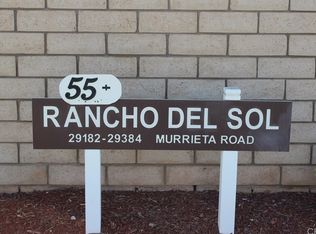 55+
RANCHO DEL SOL
29182-29384 MURRIETA ROAD